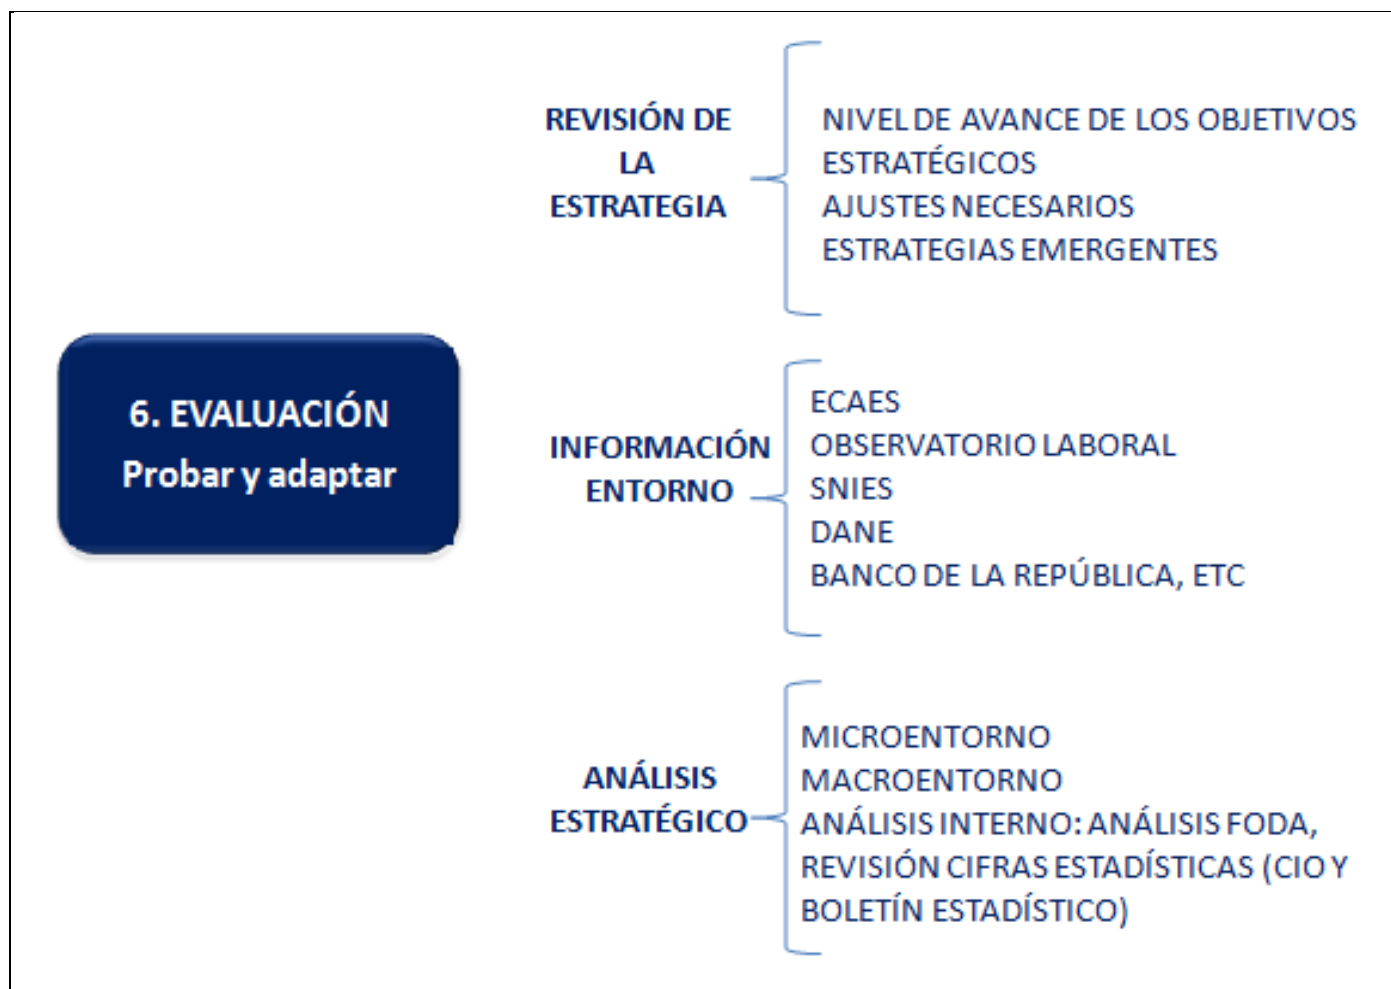 6. EVALUACIÓN
Probar y adaptar
REVISIÓN DE
LA
ESTRATEGIA
NIVEL DE AVANCE DE LOS OBJETIVOS
ESTRATÉGICOS
AJUSTES NECESARIOS
ESTRATEGIAS EMERGENTES
INFORMACIÓN
ENTORNO
ECAES
OBSERVATORIO LABORAL
SNIES
DANE
BANCO DE LA REPÚBLICA, ETC
ANÁLISIS
ESTRATÉGICO
MICROENTORNO
MACROENTORNO
ANÁLISIS INTERNO: ANÁLISIS FODA,
REVISIÓN CIFRAS ESTADÍSTICAS (CIO Y
BOLETÍN ESTADÍSTICO)